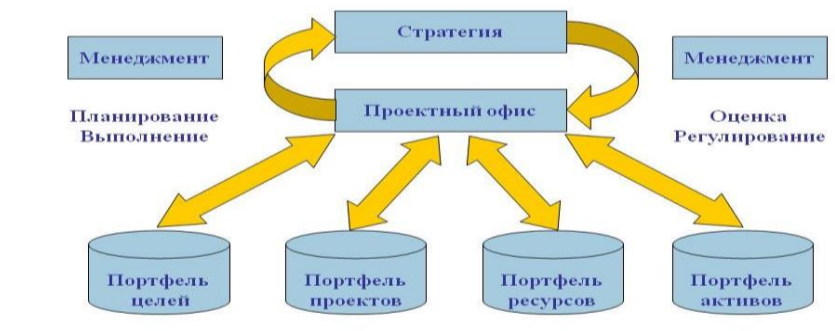 Стратегия
Менеджмент
Менеджмент
Проектный офис
Планирование
Выполнение
Оценка
Регулирование
Портфель
целей
Портфель
проектов
Портфель
ресурсов
Портфель
активов